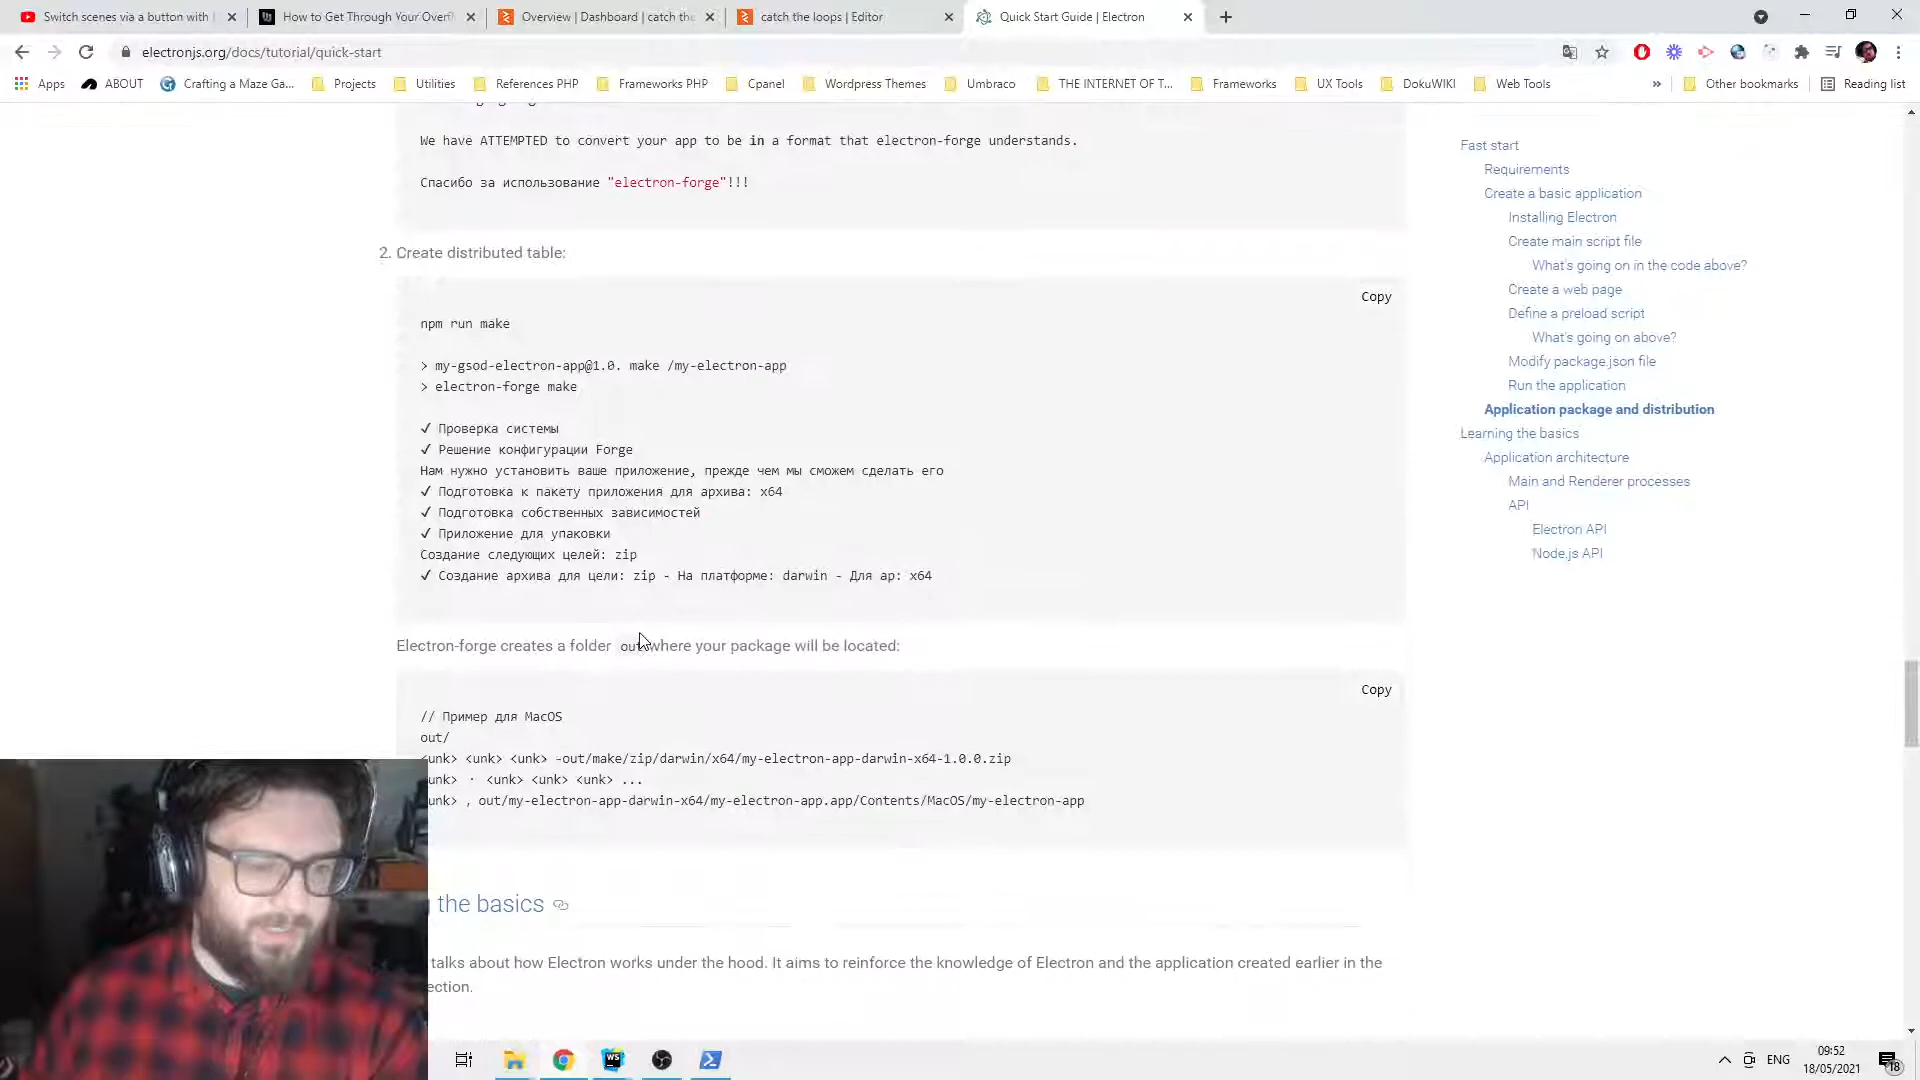 Switch scenes via a button with
How to Get Through Your Over
Overview | Dashboard | catch the
catch the loops | Editor
Quick Start Guide | Electron
electronjs.org/docs/tutorial/quick-start
Apps
ABOUT
Crafting a Maze Ga...
Projects
Utilities
References PHP
Frameworks PHP
Cpanel
Wordpress Themes
Umbraco
THE INTERNET OF T...
Frameworks
UX Tools
DokuWIKI
Web Tools
»
Other bookmarks
Reading list
We have ATTEMPTED to convert your app to be in a format that electron-forge understands.
Спасибо за использование "electron-forge"!!!
2. Create distributed table:
Copy
npm run make
> my-gsod-electron-app@1.0. make /my-electron-app
> electron-forge make
✓ Проверка системы
✓ Решение конфигурации Forge
Нам нужно установить ваше приложение, прежде чем мы сможем сделать его
✓ Подготовка к пакету приложения для архива: x64
✓ Подготовка собственных зависимостей
✓ Приложение для упаковки
Создание следующих целей: zip
✓ Создание архива для цели: zip - На платформе: darwin - Для ар: x64
Electron-forge creates a folder out where your package will be located:
Copy
// Пример для MacOS
out/
<unk> <unk> <unk> -out/make/zip/darwin/x64/my-electron-app-darwin-x64-1.0.0.zip
<unk> · <unk> <unk> <unk> ...
unk> , out/my-electron-app-darwin-x64/my-electron-app.app/Contents/MacOS/my-electron-app
the basics
talks about how Electron works under the hood. It aims to reinforce the knowledge of Electron and the application created earlier in the
ection.
Fast start
Requirements
Create a basic application
Installing Electron
Create main script file
What's going on in the code above?
Create a web page
Define a preload script
What's going on above?
Modify package.json file
Run the application
Application package and distribution
Learning the basics
Application architecture
Main and Renderer processes
API
Electron API
Node.js API
WS
ENG
09:52
18/05/2021
18